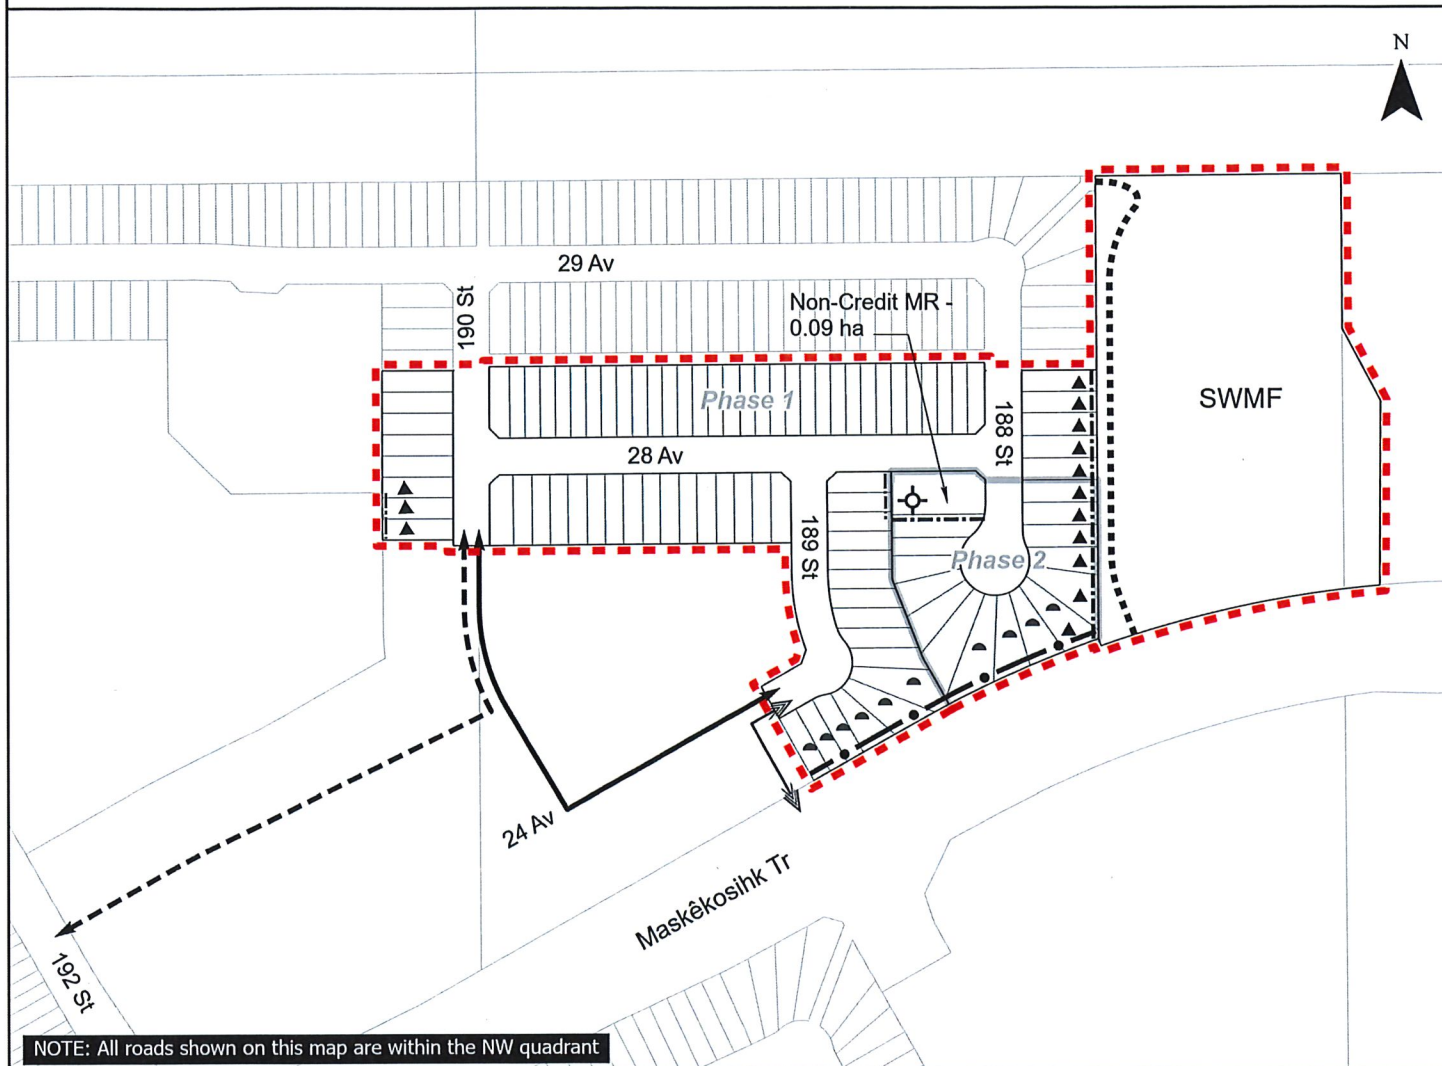 N
29 Av
190 St
Non-Credit MR -
0.09 ha
Phase 1
188 St
SWMF
28 Av
189 St
Phase 2
24 Av
Maskêkosihk Tr
192 St
NOTE: All roads shown on this map are within the NW quadrant